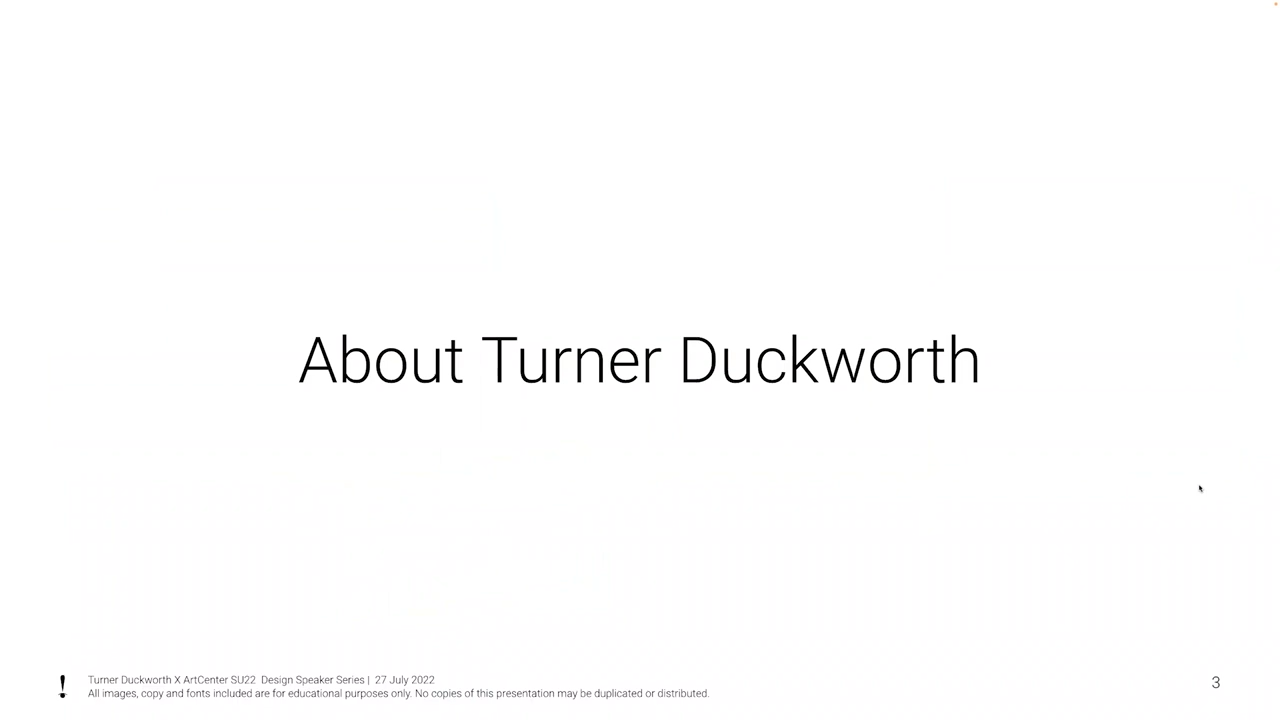 About Turner Duckworth
!
Turner Duckworth X ArtCenter SU22 Design Speaker Series | 27 July 2022
All images, copy and fonts included are for educational purposes only. No copies of this presentation may be duplicated or distributed.
3